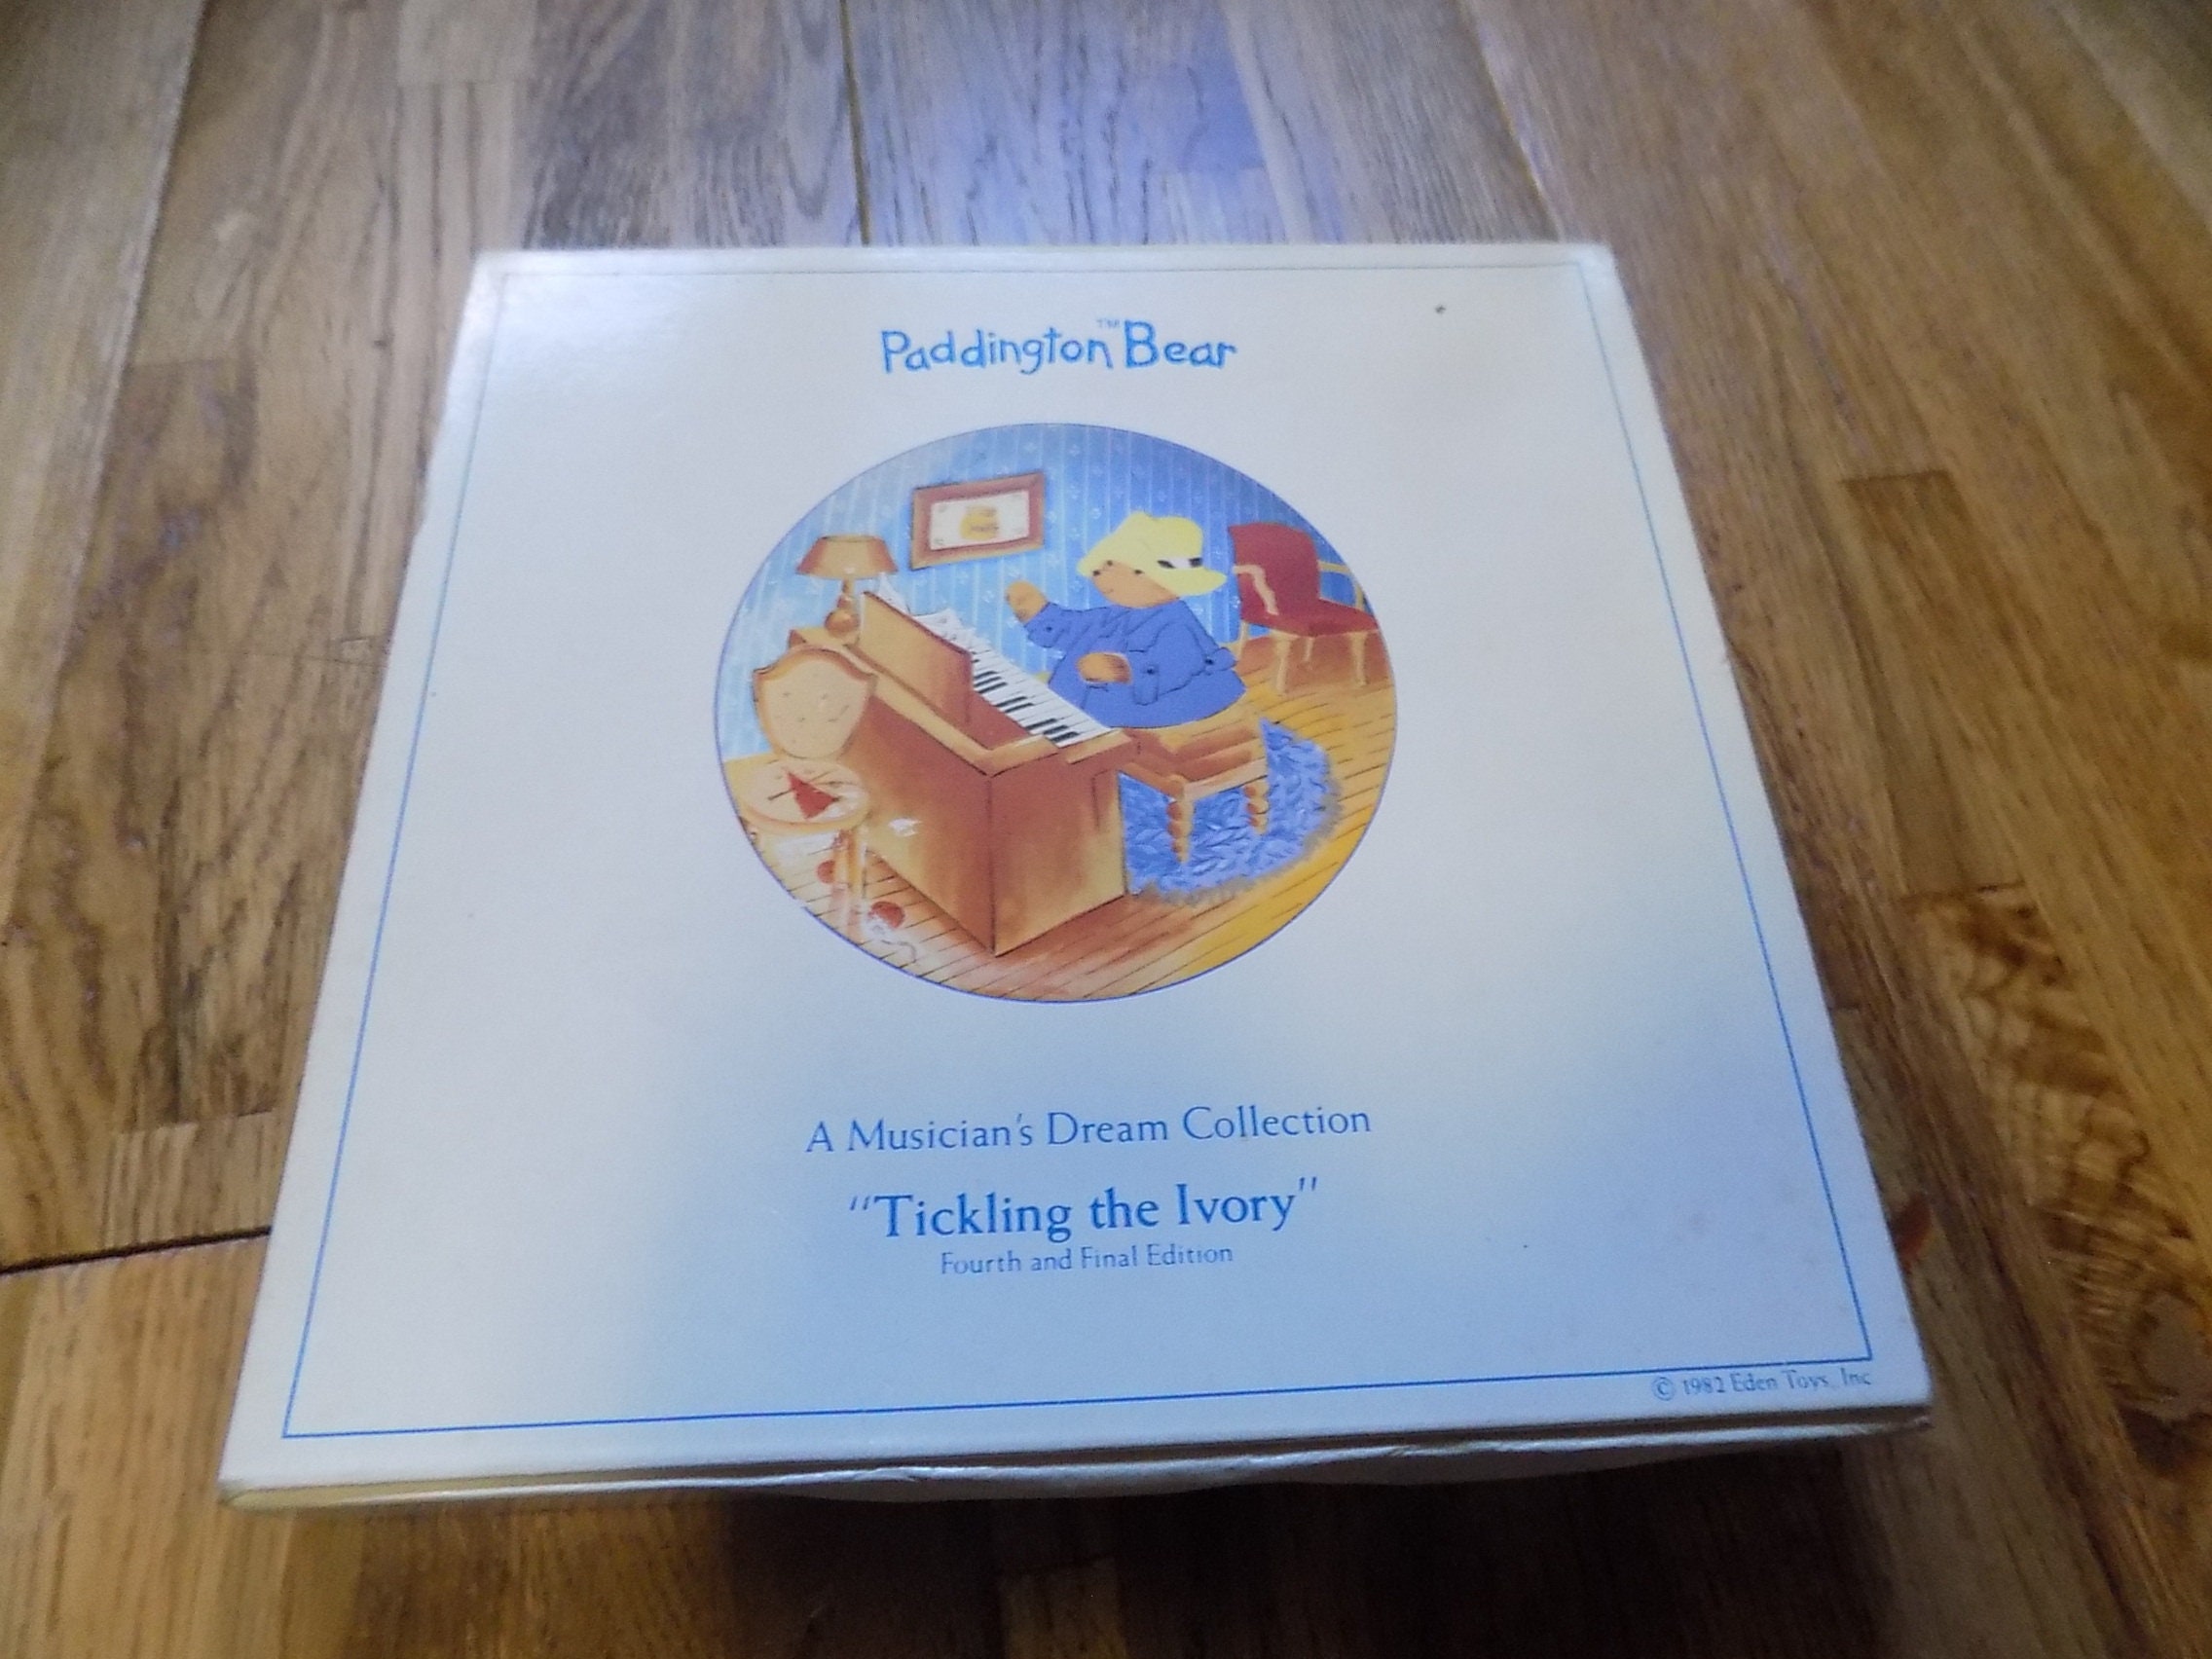 Paddington™ Bear
A Musician's Dream Collection
"Tickling the Ivory"
Fourth and Final Edition
© 1982 Eden Toys, Inc